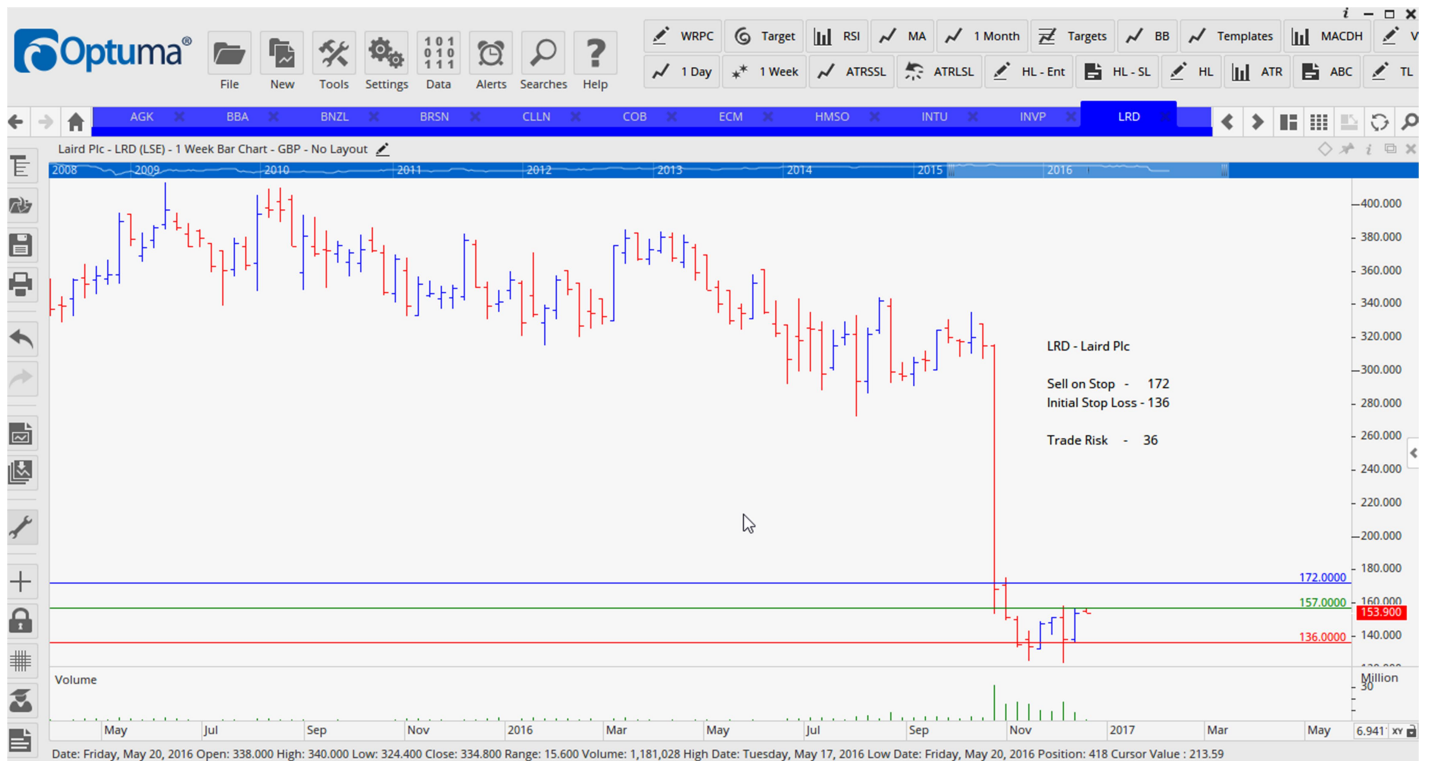 i
Optuma®
WRPC Target RSI MA 1 Month Targets BB Templates MACDH V
1 Day 1 Week ATRSSL ATRLSL HL - Ent HL - SL HL ATR ABC TL
101
010
111
File New Tools Settings Data Alerts Searches Help
AGK BBA BNZL BRSN CLLN COB ECM HMSO INTU INVP LRD
Laird Plc - LRD (LSE) - 1 Week Bar Chart - GBP - No Layout
2008 2009 2010 2011 2012 2013 2014 2015 2016
400.000
380.000
360.000
340.000
320.000
LRD - Laird Plc
300.000
Sell on Stop - 172
Initial Stop Loss - 136
280.000
Trade Risk - 36
260.000
240.000
220.000
200.000
180.000
172.0000
160.000
157.0000
153.900
140.000
136.0000
Volume
Million
30
May Jul Sep Nov 2016 Mar May Jul Sep Nov 2017 Mar May 6.941 XY
Date: Friday, May 20, 2016 Open: 338.000 High: 340.000 Low: 324.400 Close: 334.800 Range: 15.600 Volume: 1,181,028 High Date: Tuesday, May 17, 2016 Low Date: Friday, May 20, 2016 Position: 418 Cursor Value : 213.59